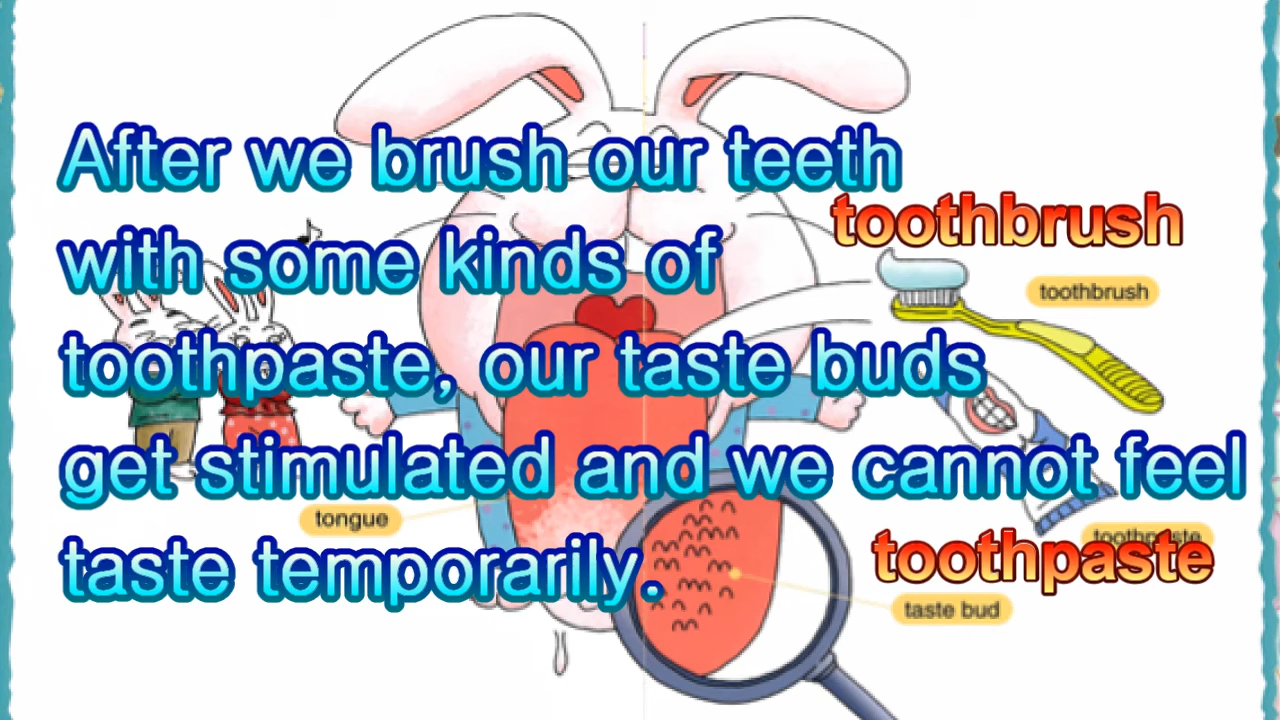 After we brush our teeth
with some kinds of
toothpaste, our taste buds
get stimulated and we cannot feel
taste temporarily.
toothbrush
toothbrush
tongue
toothpaste
toothpaste
taste bud